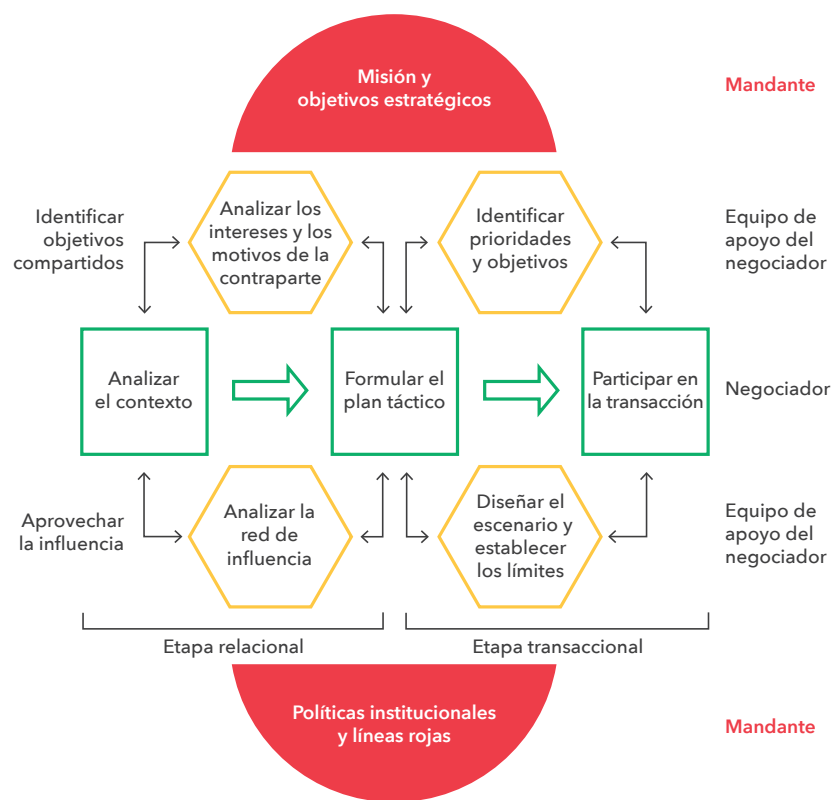 Misión y
objetivos estratégicos
Mandante
Identificar
objetivos
compartidos
Analizar los
intereses y los
motivos de la
contraparte
Identificar
prioridades
y objetivos
Equipo de
apoyo del
negociador
Analizar
el contexto
Formular el
plan táctico
Participar en
la transacción
Negociador
Aprovechar
la influencia
Analizar la
red de
influencia
Diseñar el
escenario y
establecer
los límites
Equipo de
apoyo del
negociador
Etapa relacional
Etapa transaccional
Políticas institucionales
y líneas rojas
Mandante